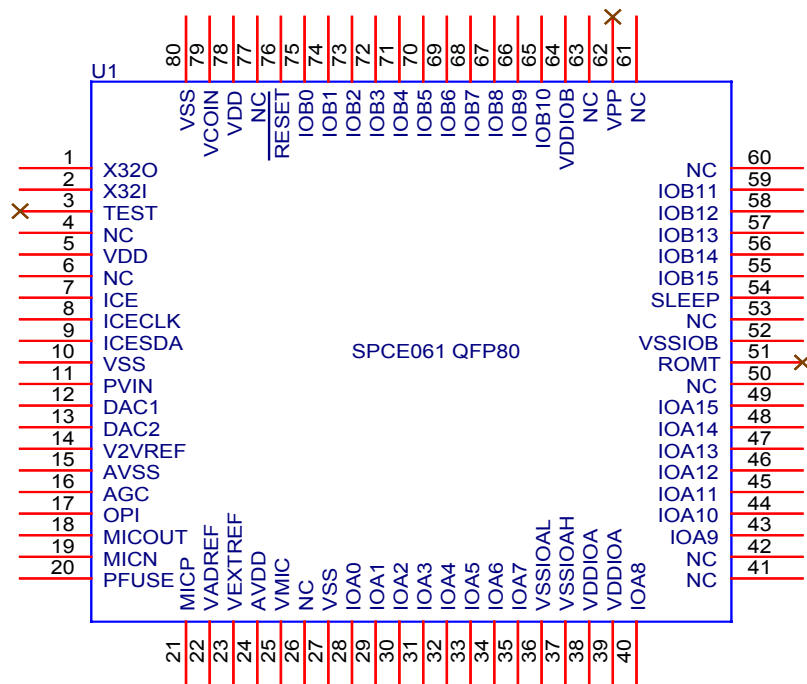 80 79 78 77 76 75 74 73 72 71 70 69 68 67 66 65 64 63 62 61
U1
VSS VCOIN VDD NC RESET IOB0 IOB1 IOB2 IOB3 IOB4 IOB5 IOB6 IOB7 IOB8 IOB9 IOB10 VDDIOB NC VPP NC
1 X32O NC 60
2 X32I IOB11 59
3 TEST IOB12 58
4 NC IOB13 57
5 VDD IOB14 56
6 NC IOB15 55
7 ICE SLEEP 54
8 ICECLK NC 53
9 ICESDA VSSIOB 52
SPCE061 QFP80
10 VSS ROMT 51
11 PVIN NC 50
12 DAC1 IOA15 49
13 DAC2 IOA14 48
14 V2VREF IOA13 47
15 AVSS IOA12 46
16 AGC IOA11 45
17 OPI IOA10 44
18 MICOUT IOA9 43
19 MICN NC 42
20 PFUSE NC 41
MICP VADREF VEXTREF AVDD VMIC NC VSS IOA0 IOA1 IOA2 IOA3 IOA4 IOA5 IOA6 IOA7 VSSIOAL VSSIOAH VDDIOA VDDIOA IOA8
21 22 23 24 25 26 27 28 29 30 31 32 33 34 35 36 37 38 39 40